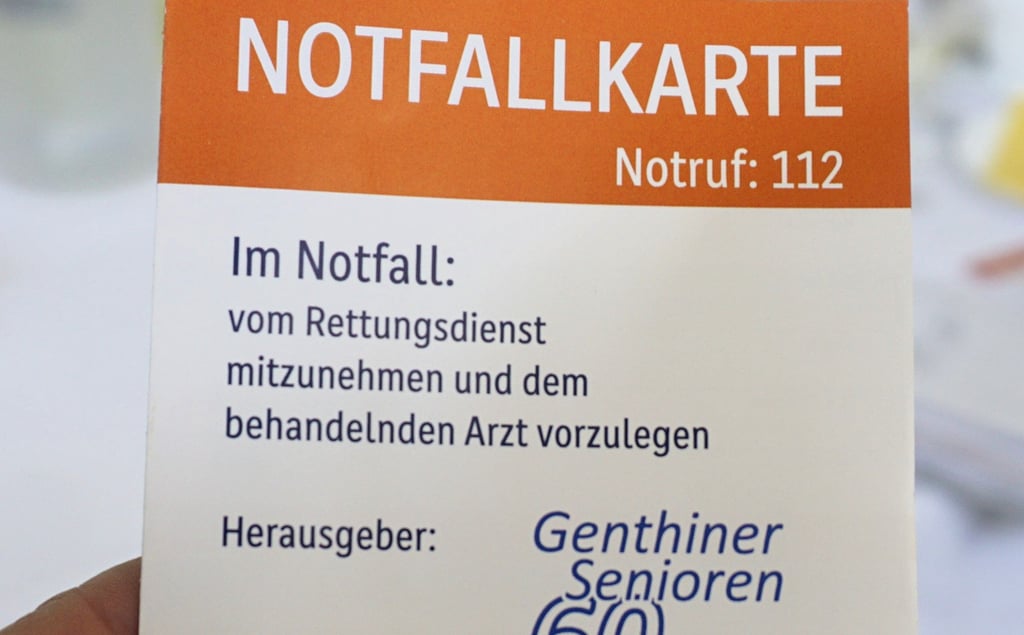 NOTFALLKARTE
Notruf: 112
Im Notfall:
vom Rettungsdienst
mitzunehmen und dem
behandelnden Arzt vorzulegen
Herausgeber:
Genthiner
Senioren